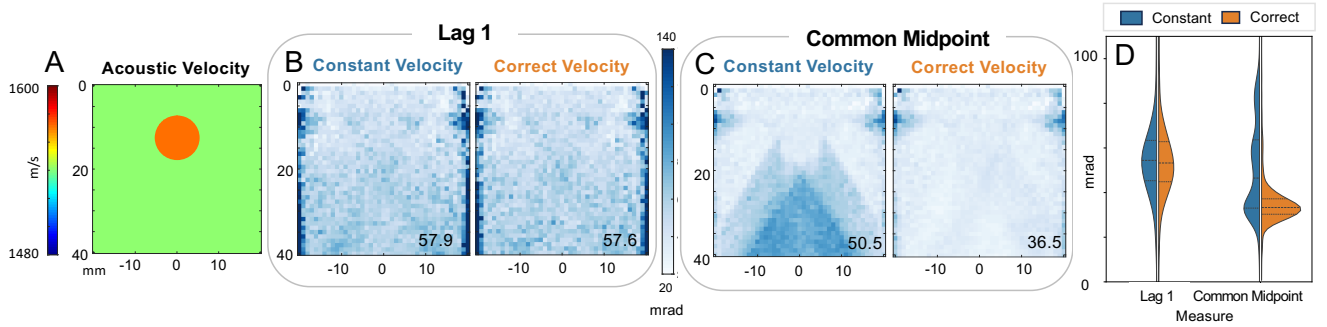 Constant Correct
Lag 1
Common Midpoint
A
Acoustic Velocity
B
Constant Velocity
Correct Velocity
140
C
Constant Velocity
Correct Velocity
D
1600
m/s
1480
0
20
40
mm
-10 0 10
0
20
40
57.9
57.6
-10 0 10
-10 0 10
20
mrad
0
20
40
50.5
36.5
-10 0 10
-10 0 10
100
mrad
0
Lag 1 Common Midpoint
Measure